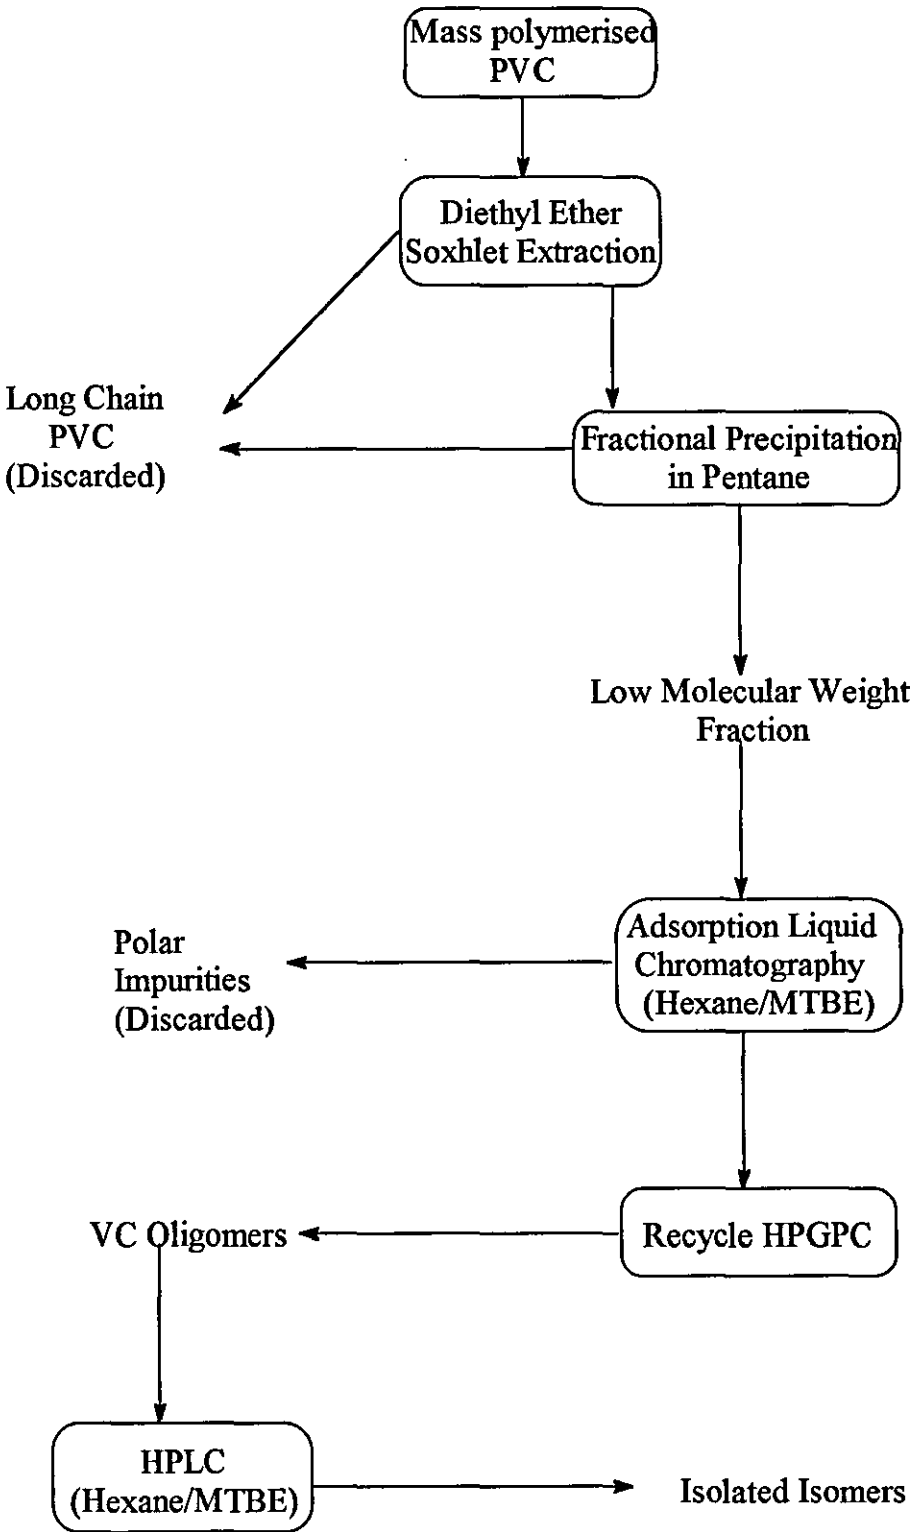 Mass polymerised
PVC
Diethyl Ether
Soxhlet Extraction
Long Chain
PVC
(Discarded)
Fractional Precipitation
in Pentane
Low Molecular Weight
Fraction
Adsorption Liquid
Chromatography
(Hexane/MTBE)
Polar
Impurities
(Discarded)
Recycle HPGPC
VC Oligomers
HPLC
(Hexane/MTBE)
Isolated Isomers